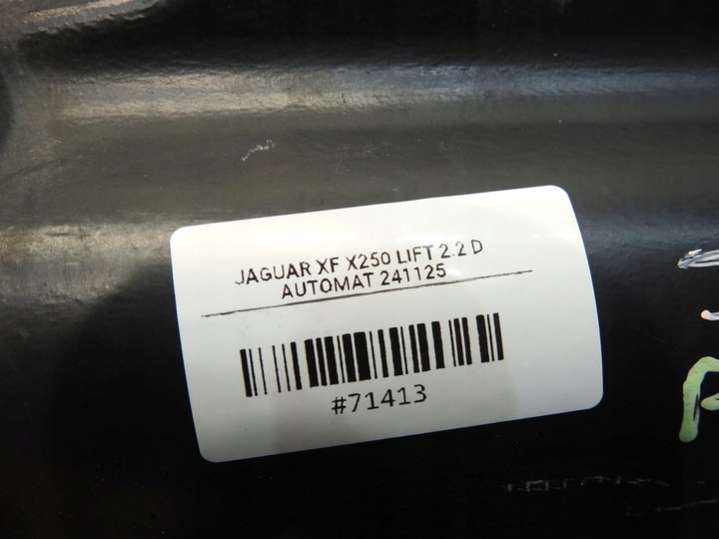 JAGUAR XF X250 LIFT 2.2 D
AUTOMAT 241125
#71413